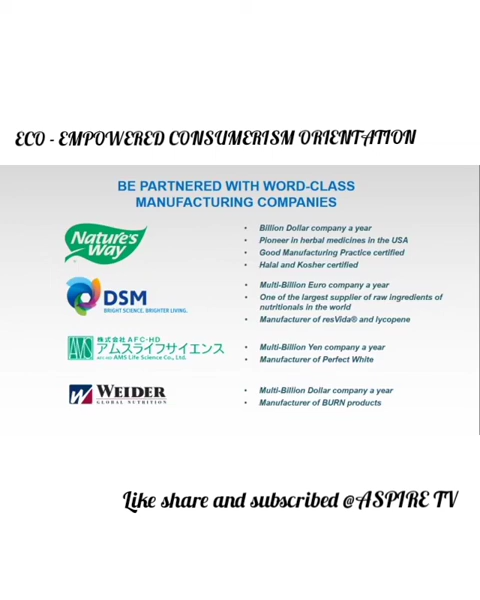 ECO - EMPOWERED CONSUMERISM ORIENTATION
BE PARTNERED WITH WORD-CLASS
MANUFACTURING COMPANIES
Nature's
Way
• Billion Dollar company a year
• Pioneer in herbal medicines in the USA
• Good Manufacturing Practice certified
• Halal and Kosher certified
DSM
BRIGHT SCIENCE. BRIGHTER LIVING.
• Multi-Billion Euro company a year
• One of the largest supplier of raw ingredients of
nutritionals in the world
• Manufacturer of resVida® and lycopene
AMS
株式会社 AFC-HD
アムスライフサイエンス
AFC-HD AMS Life Science Co., Ltd.
• Multi-Billion Yen company a year
• Manufacturer of Perfect White
W WEIDER
GLOBAL NUTRITION
• Multi-Billion Dollar company a year
• Manufacturer of BURN products
Like share and subscribed @ASPIRE TV